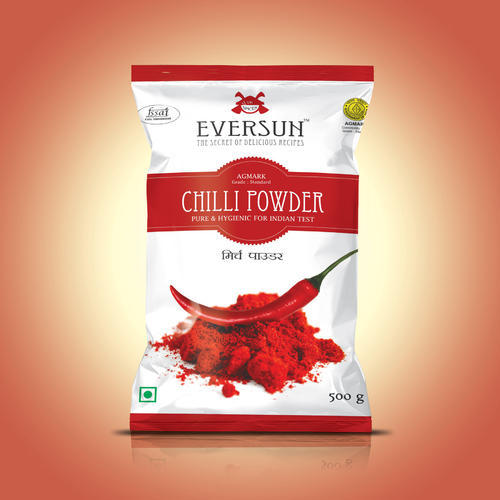 SPICES
fssai
EVERSUN™
THE SECRET OF DELICIOUS RECIPES
AGMARK
AGMARK
Grade : Standard
CHILLI POWDER
PURE & HYGIENIC FOR INDIAN TEST
मिर्च पाउडर
500 g